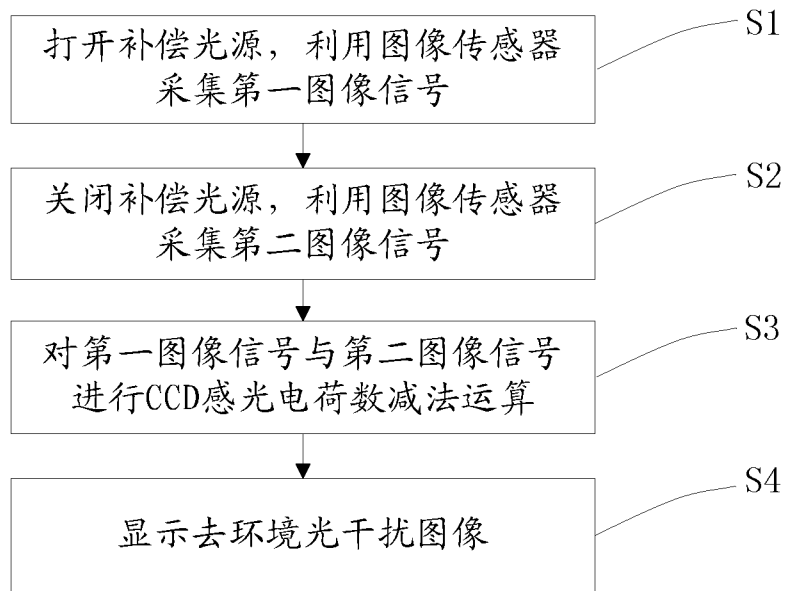 打开补偿光源，利用图像传感器
采集第一图像信号
S1
关闭补偿光源，利用图像传感器
采集第二图像信号
S2
对第一图像信号与第二图像信号
进行CCD感光电荷数减法运算
S3
显示去环境光干扰图像
S4